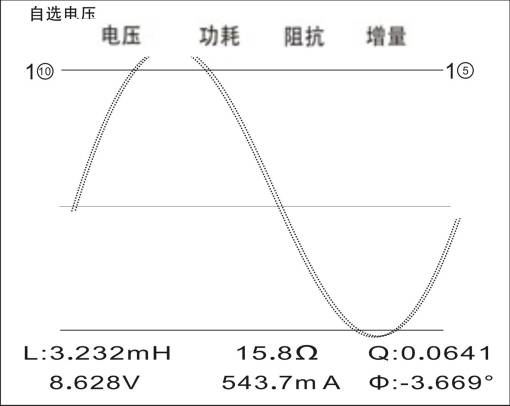 自选电压
电压 功耗 阻抗 增量
1⑩ 1⑤
L:3.232mH 15.8Ω Q:0.0641
8.628V 543.7mA Φ:-3.669°